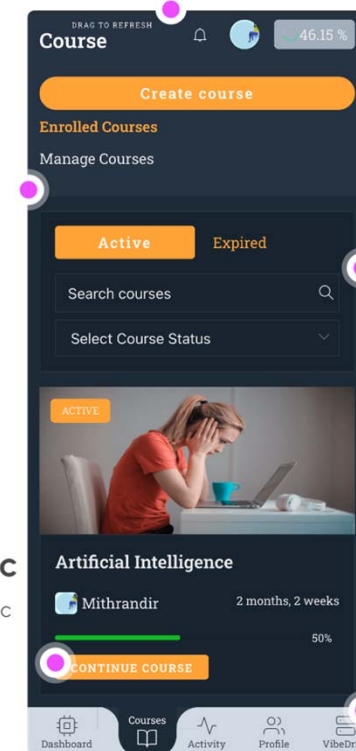 DRAG TO REFRESH
Course
46.15 %
Create course
Enrolled Courses
Manage Courses
Active
Expired
Search courses
Select Course Status
ACTIVE
Artificial Intelligence
Mithrandir
2 months, 2 weeks
50%
CONTINUE COURSE
c
c
Dashboard
Courses
Activity
Profile